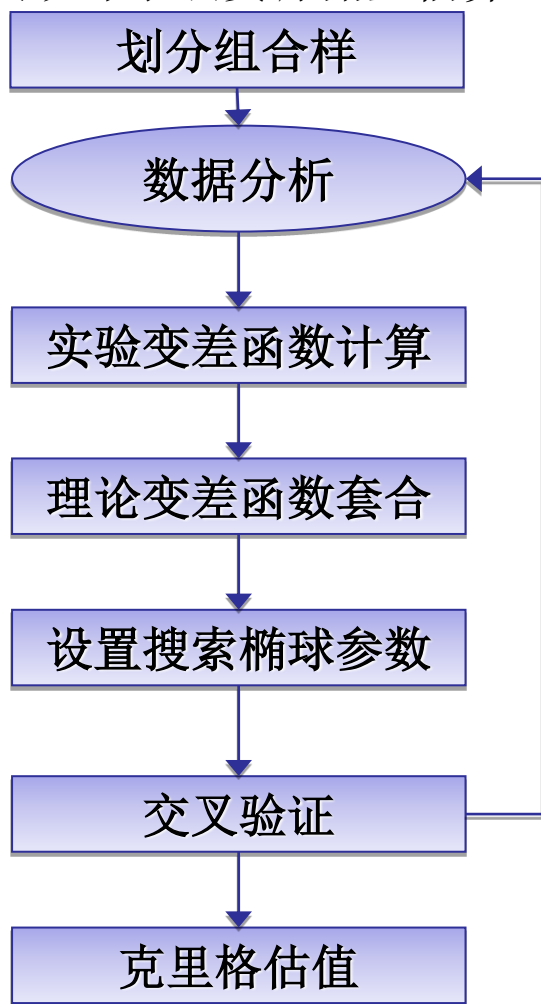 划分组合样
数据分析
实验变差函数计算
理论变差函数套合
设置搜索椭球参数
交叉验证
克里格估值